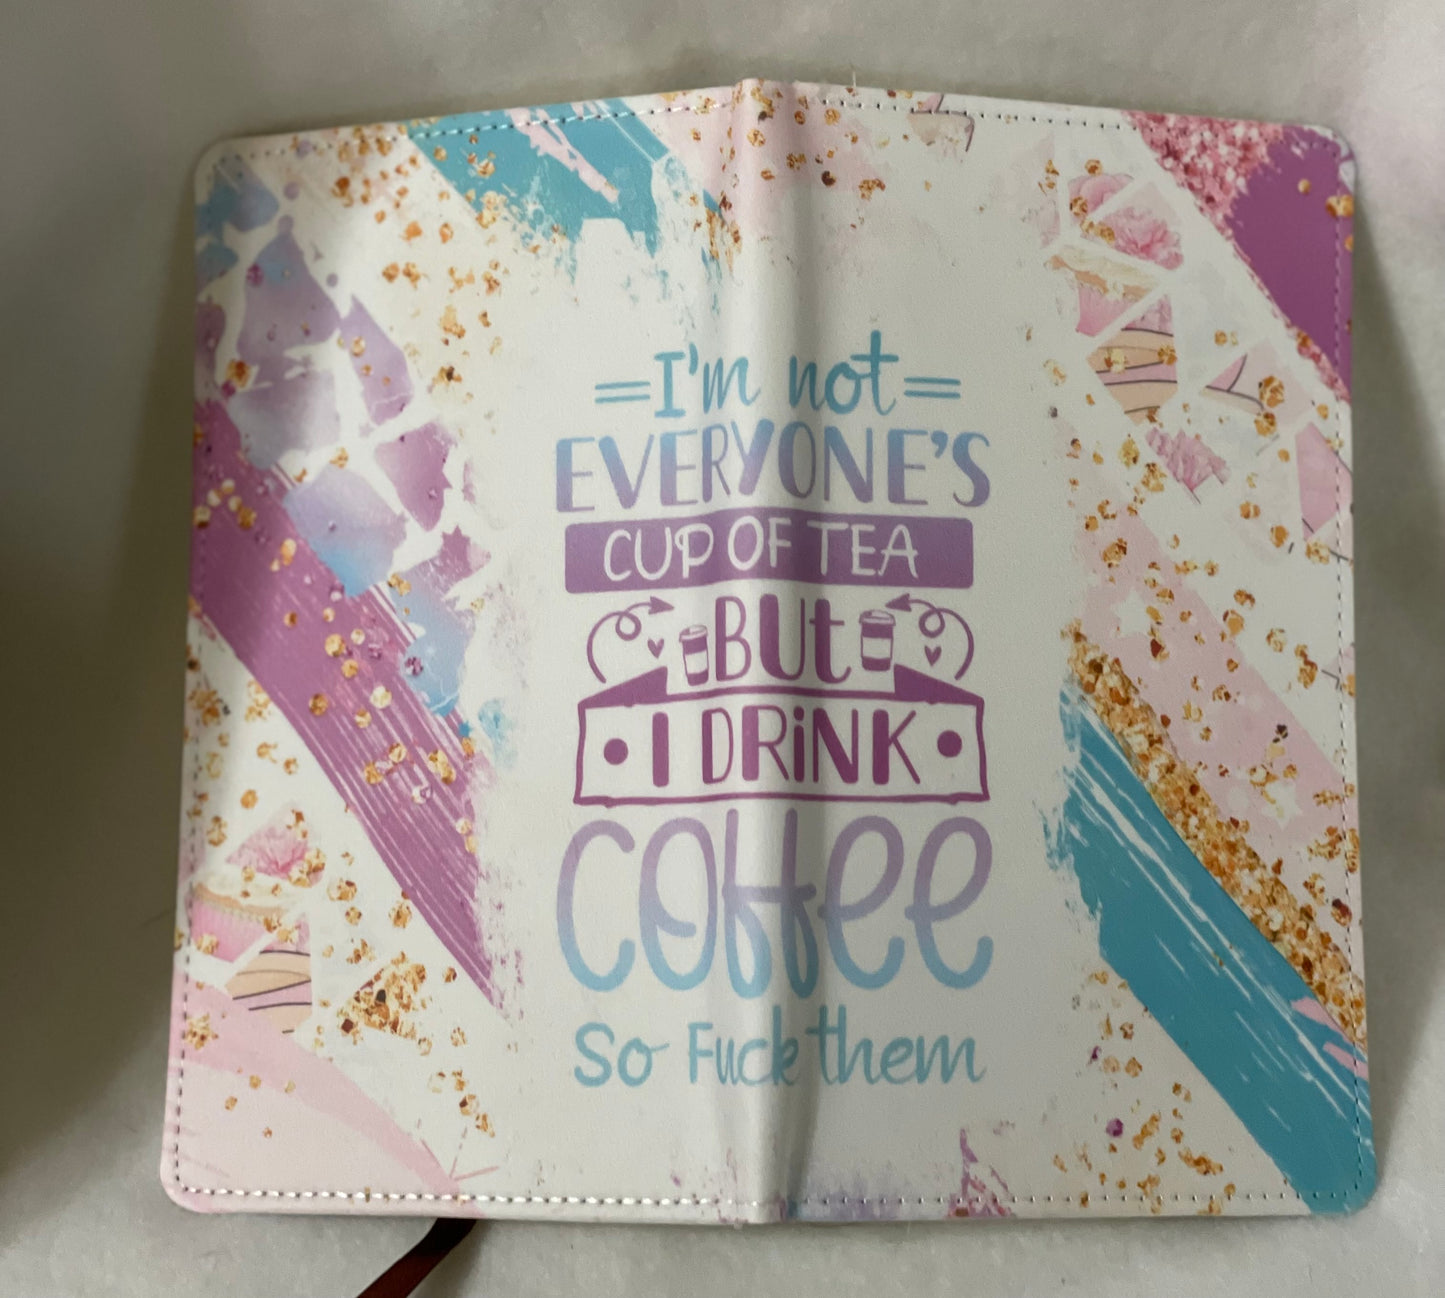 I'm not
EVERYONE'S
CUP OF TEA
BUt
I DRiNK
coffee
So Fuck them